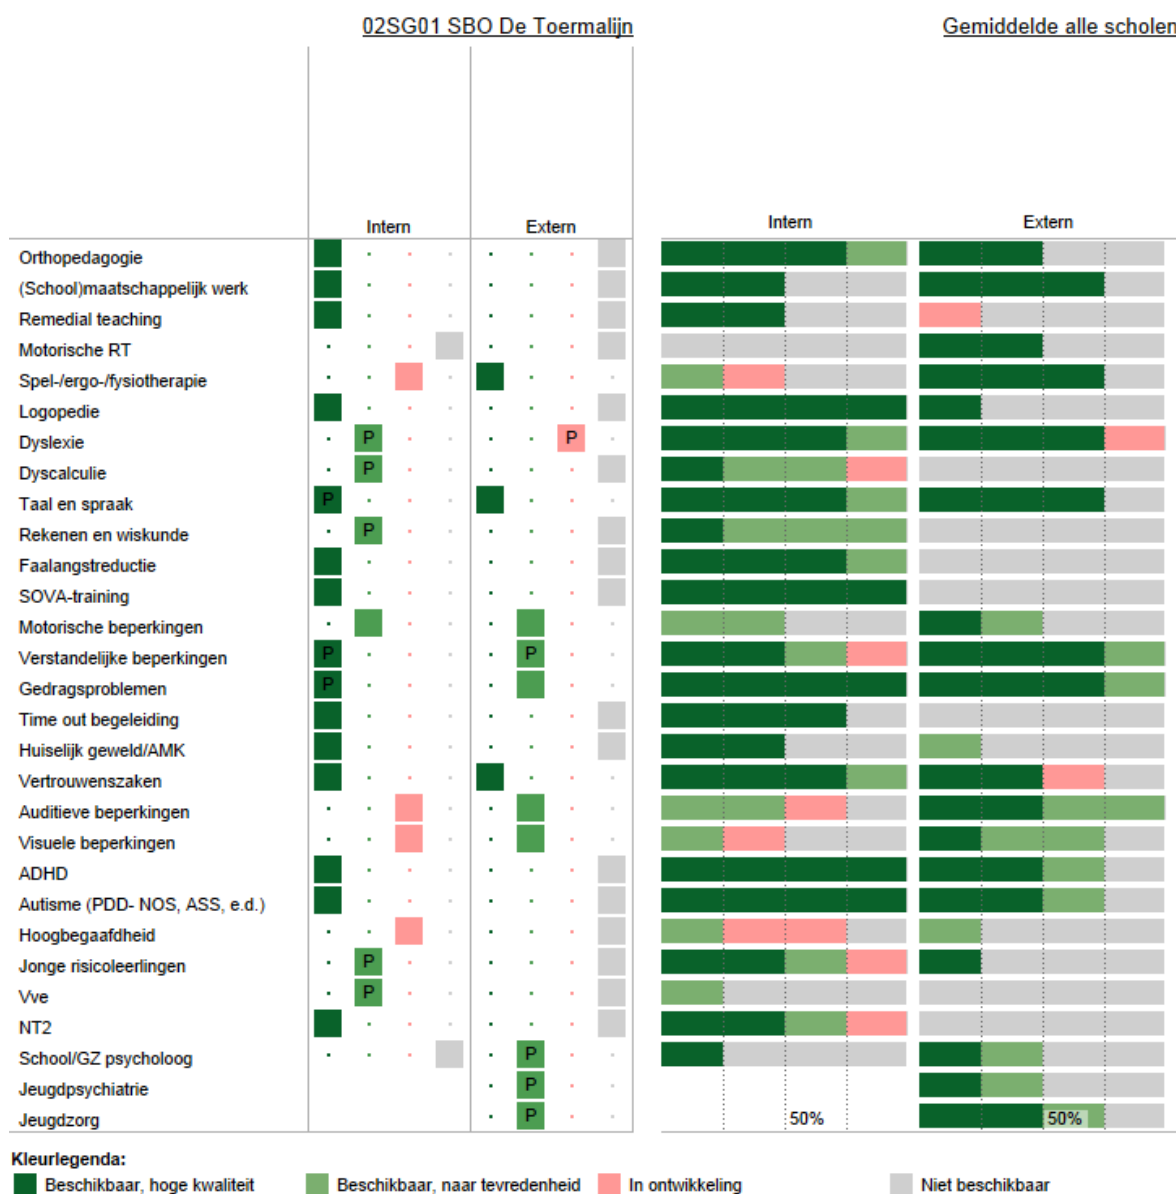 02SG01 SBO De Toermalijn Gemiddelde alle scholen
Intern Extern Intern Extern
Orthopedagogie
(School)maatschappelijk werk
Remedial teaching
Motorische RT
Spel-/ergo-/fysiotherapie
Logopedie
Dyslexie P P
Dyscalculie P
Taal en spraak P
Rekenen en wiskunde P
Faalangstreductie
SOVA-training
Motorische beperkingen
Verstandelijke beperkingen P P
Gedragsproblemen P
Time out begeleiding
Huiselijk geweld/AMK
Vertrouwenszaken
Auditieve beperkingen
Visuele beperkingen
ADHD
Autisme (PDD- NOS, ASS, e.d.)
Hoogbegaafdheid
Jonge risicoleerlingen P
Vve P
NT2
School/GZ psycholoog P
Jeugdpsychiatrie P
Jeugdzorg P 50% 50%
Kleurlegenda:
Beschikbaar, hoge kwaliteit Beschikbaar, naar tevredenheid In ontwikkeling Niet beschikbaar